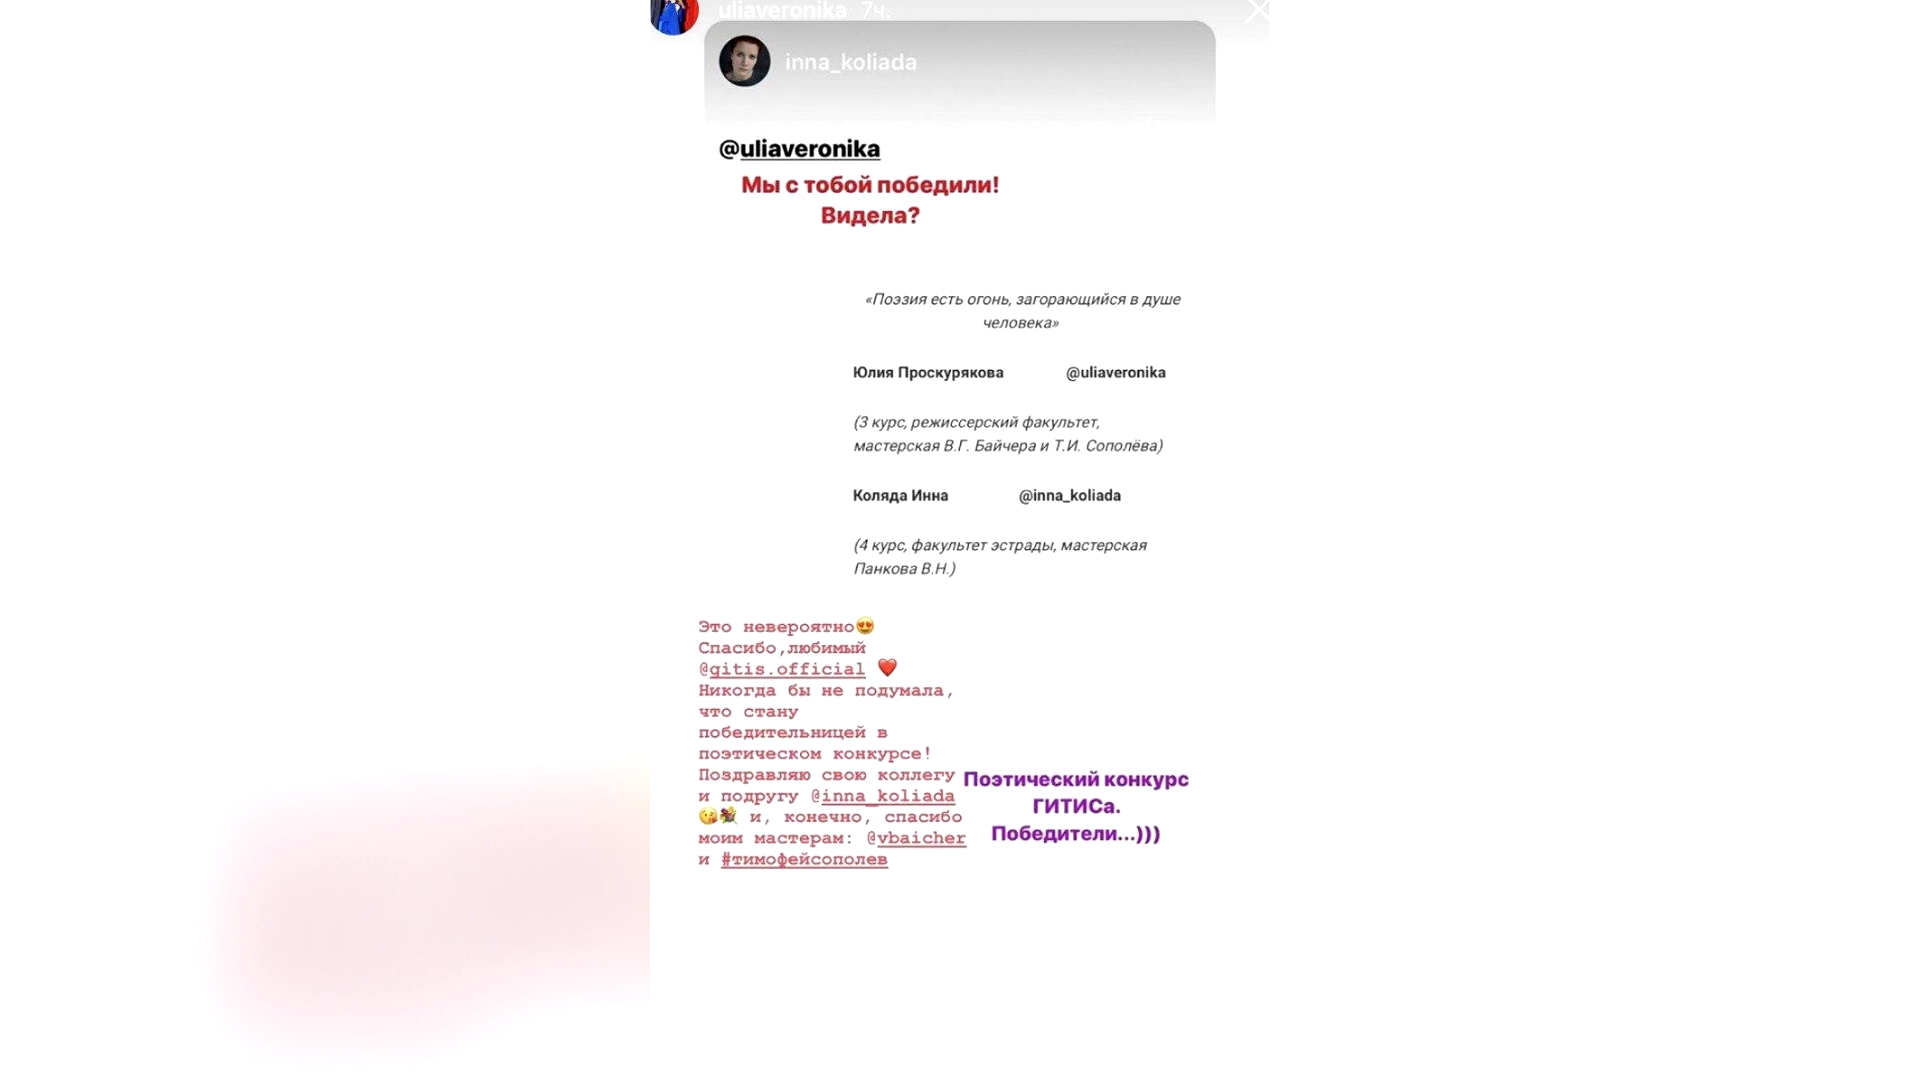 uliaveronika 7ч.
inna_koliada
@uliaveronika
Мы с тобой победили!
Видела?
«Поэзия есть огонь, загорающийся в душе
человека»
Юлия Проскурякова @uliaveronika
(3 курс, режиссерский факультет,
мастерская В.Г. Байчера и Т.И. Сополёва)
Коляда Инна @inna_koliada
(4 курс, факультет эстрады, мастерская
Панкова В.Н.)
Это невероятно😍
Спасибо,любимый
@gitis.official ❤️
Никогда бы не подумала,
что стану
победительницей в
поэтическом конкурсе!
Поздравляю свою коллегу
и подругу @inna_koliada
😘💐 и, конечно, спасибо
моим мастерам: @vbaicher
и #тимофейсополев
Поэтический конкурс
ГИТИСа.
Победители...)))